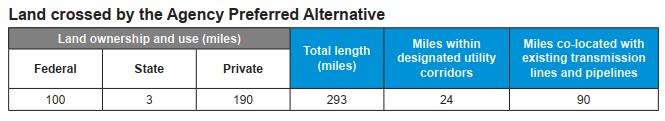 Land crossed by the Agency Preferred Alternative
Land ownership and use (miles)
Federal
State
Private
Total length
(miles)
Miles within
designated utility
corridors
Miles co-located with
existing transmission
lines and pipelines
100
3
190
293
24
90